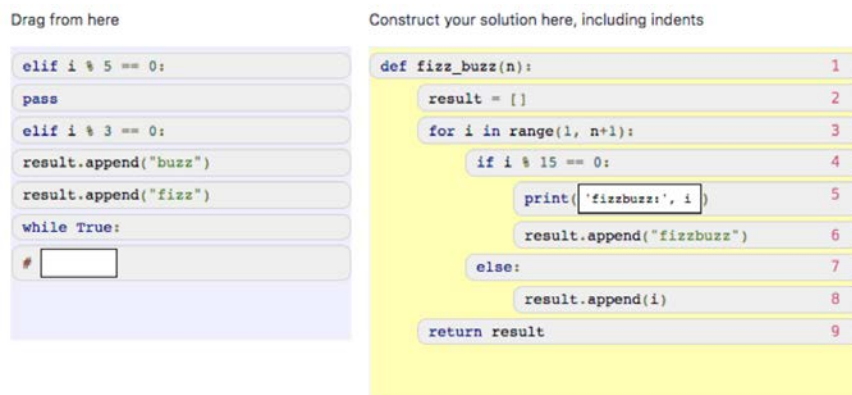 Drag from here
elif i % 5 == 0:
pass
elif i % 3 == 0:
result.append("buzz")
result.append("fizz")
while True:
#
Construct your solution here, including indents
def fizz_buzz(n): 1
result = [] 2
for i in range(1, n+1): 3
if i % 15 == 0: 4
print( 'fizzbuzz:', i ) 5
result.append("fizzbuzz") 6
else: 7
result.append(i) 8
return result 9